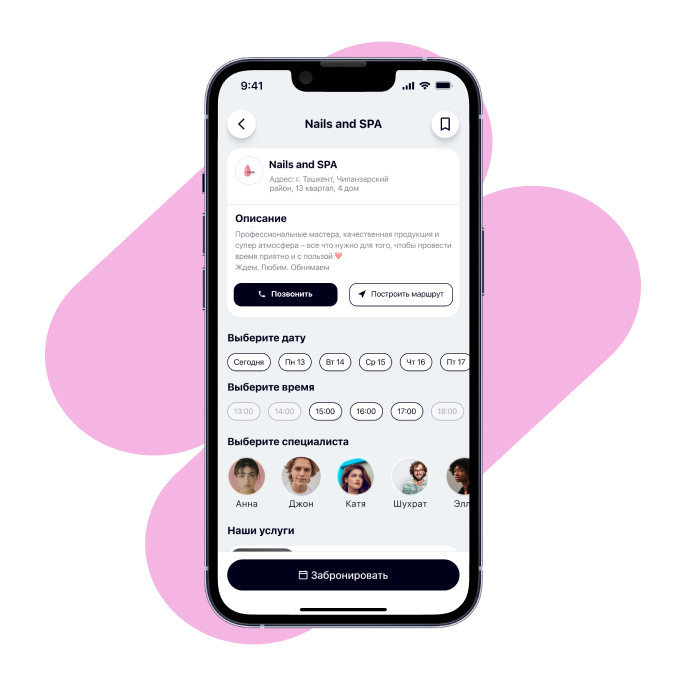 9:41
Nails and SPA
Nails and SPA
Адрес: г. Ташкент, Чиланзарский
район, 13 квартал, 4 дом
Описание
Профессиональные мастера, качественная продукция и
супер атмосфера – все что нужно для того, чтобы провести
время приятно и с пользой
Ждем. Любим. Обнимаем
Позвонить
Построить маршрут
Выберите дату
Сегодня Пн 13 Вт 14 Ср 15 Чт 16 Пт 17
Выберите время
13:00 14:00 15:00 16:00 17:00 18:00
Выберите специалиста
Анна Джон Катя Шухрат Элл
Наши услуги
Забронировать